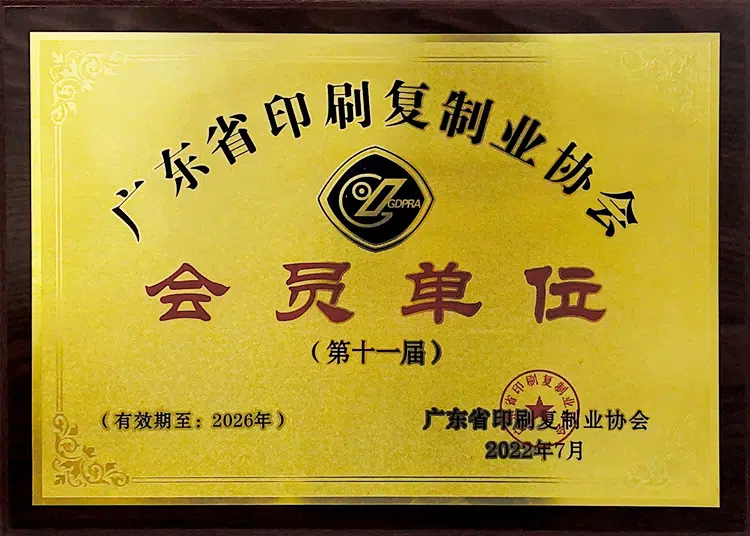 广东省印刷复制业协会
GDPRA
会员单位
（第十一届）
（有效期至：2026年）
广东省印刷复制业协会
2022年7月